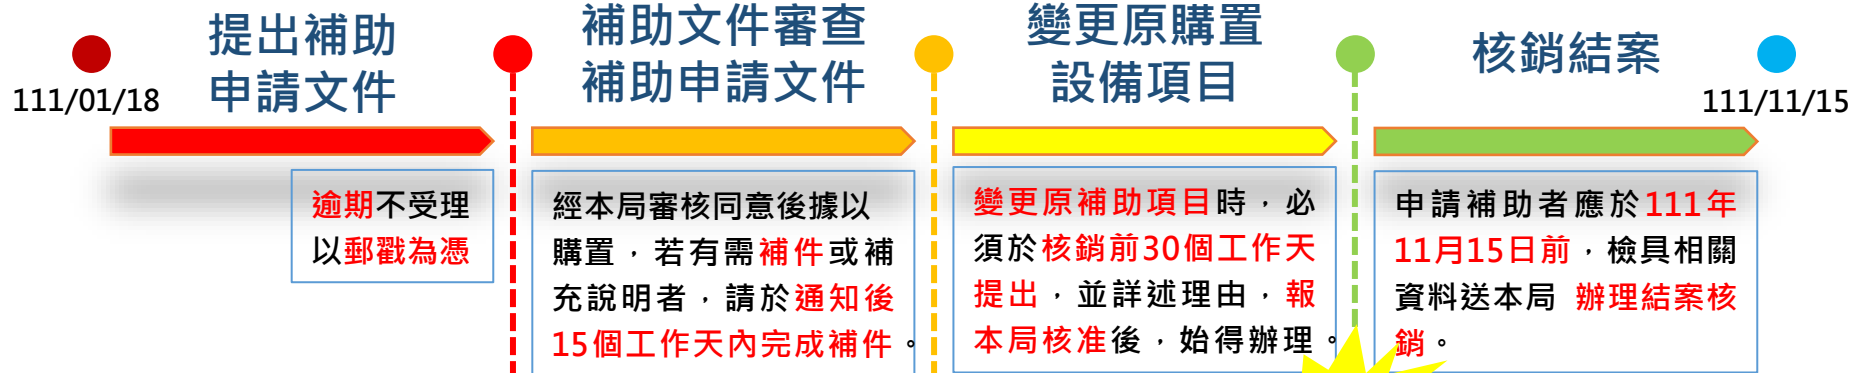 111/01/18
提出補助
申請文件
逾期不受理
以郵戳為憑
補助文件審查
補助申請文件
經本局審核同意後據以
購置，若有需補件或補
充說明者，請於通知後
15個工作天內完成補件。
變更原購置
設備項目
變更原補助項目時，必
須於核銷前30個工作天
提出，並詳述理由，報
本局核准後，始得辦理。
核銷結案
111/11/15
申請補助者應於111年
11月15日前，檢具相關
資料送本局 辦理結案核
銷。